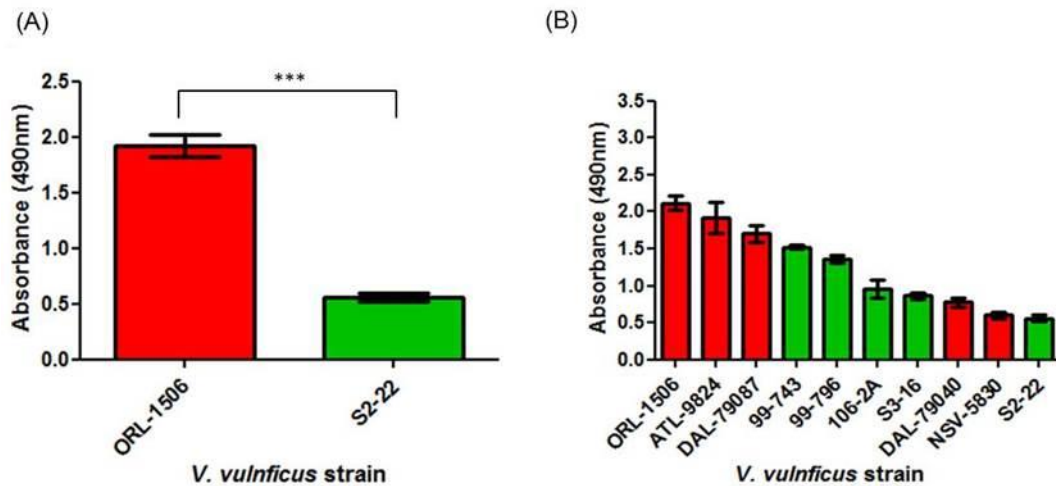 (A)
***
2.5
2.0
1.5
1.0
0.5
0.0
Absorbance (490nm)
ORL-1506
S2-22
V. vulnficus strain
(B)
3.5
3.0
2.5
2.0
1.5
1.0
0.5
0.0
Absorbance (490nm)
ORL-1506
ATL-9824
DAL-79087
99-743
99-796
106-2A
S3-16
DAL-79040
NSV-5830
S2-22
V. vulnficus strain